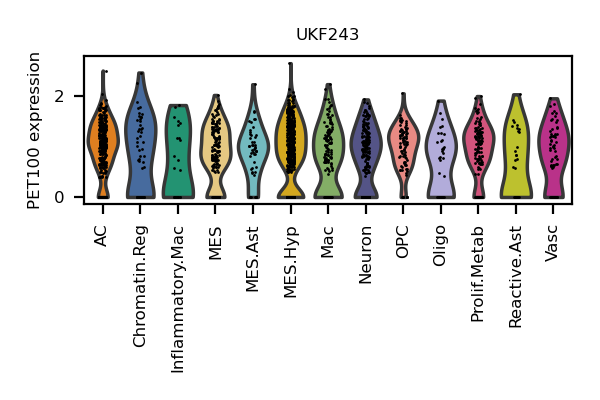 UKF243
PET100 expression
2
0
AC
Chromatin.Reg
Inflammatory.Mac
MES
MES.Ast
MES.Hyp
Mac
Neuron
OPC
Oligo
Prolif.Metab
Reactive.Ast
Vasc